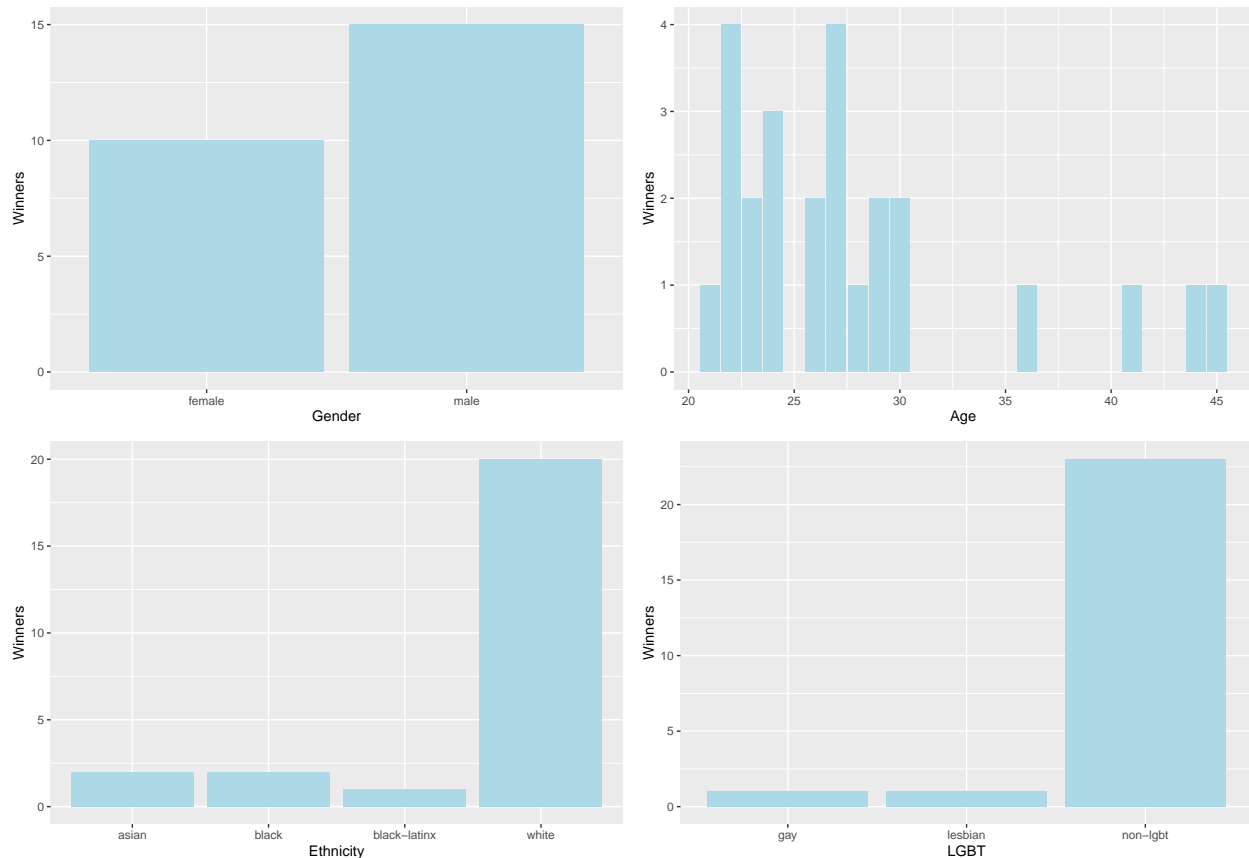 15
10
5
0
Winners
female
male
Gender
4
3
2
1
0
Winners
20
25
30
35
40
45
Age
20
15
10
5
0
Winners
asian
black
black−latinx
white
Ethnicity
20
15
10
5
0
Winners
gay
lesbian
non−lgbt
LGBT